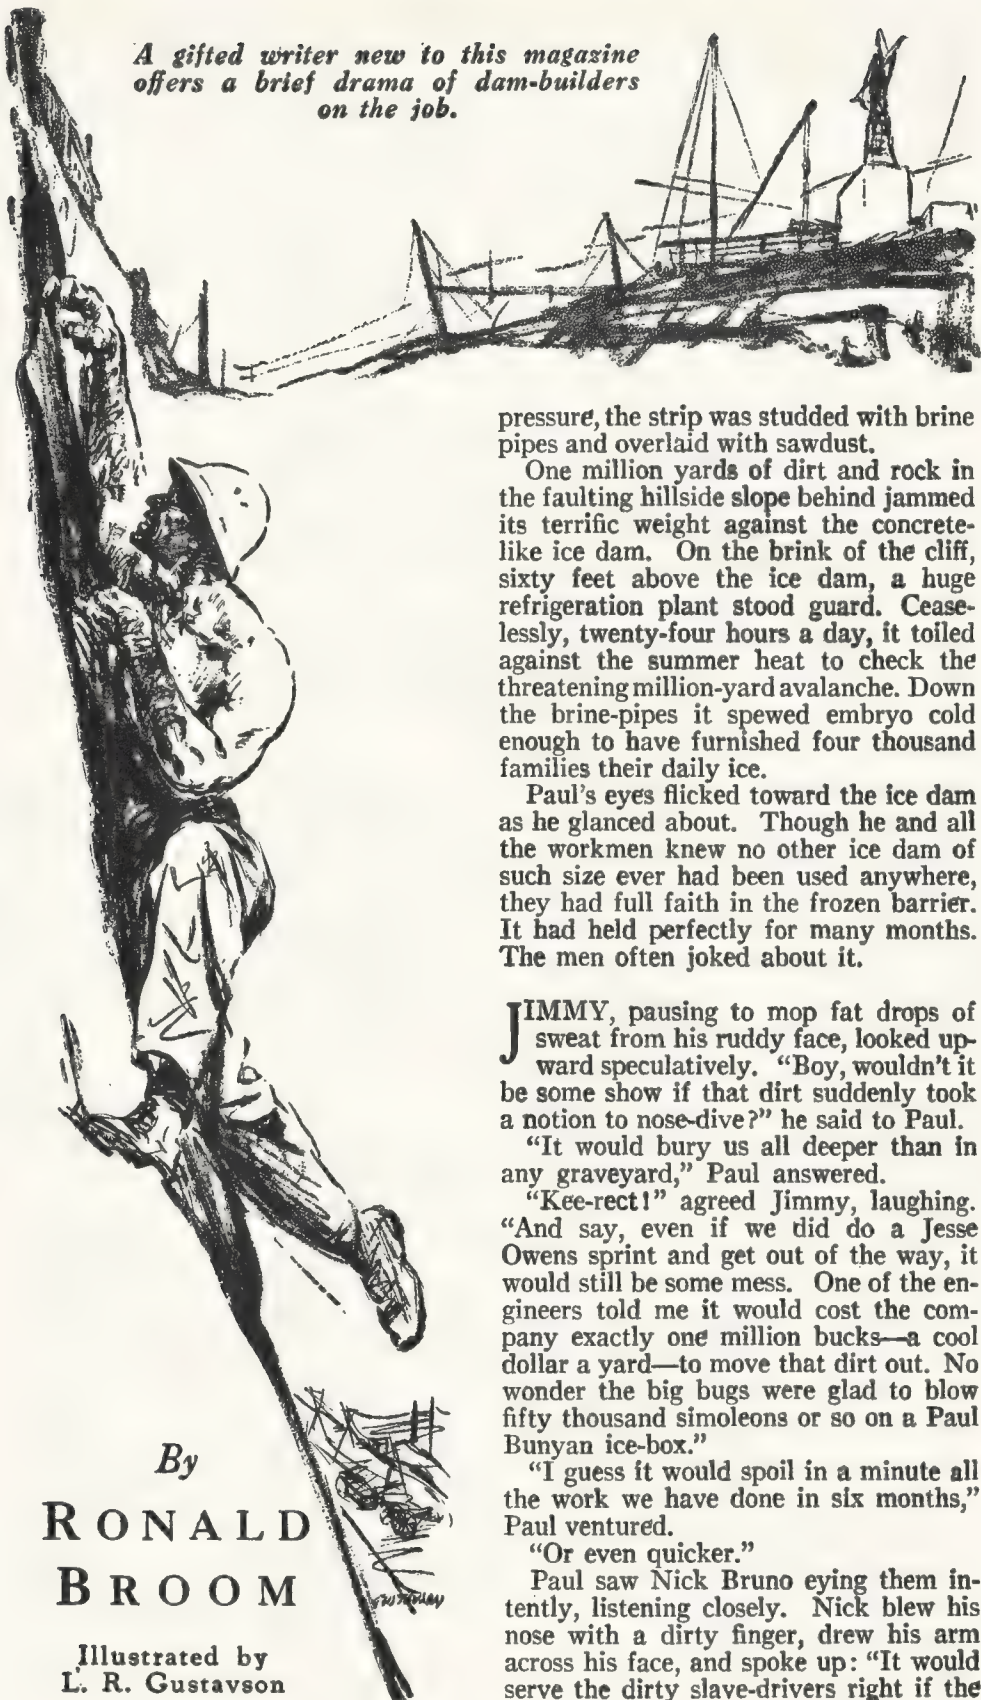 A gifted writer new to this magazine
offers a brief drama of dam-builders
on the job.
pressure, the strip was studded with brine
pipes and overlaid with sawdust.
One million yards of dirt and rock in
the faulting hillside slope behind jammed
its terrific weight against the concrete-
like ice dam. On the brink of the cliff,
sixty feet above the ice dam, a huge
refrigeration plant stood guard. Cease-
lessly, twenty-four hours a day, it toiled
against the summer heat to check the
threatening million-yard avalanche. Down
the brine-pipes it spewed embryo cold
enough to have furnished four thousand
families their daily ice.
Paul's eyes flicked toward the ice dam
as he glanced about. Though he and all
the workmen knew no other ice dam of
such size ever had been used anywhere,
they had full faith in the frozen barrier.
It had held perfectly for many months.
The men often joked about it.
JIMMY, pausing to mop fat drops of
sweat from his ruddy face, looked up-
ward speculatively. "Boy, wouldn't it
be some show if that dirt suddenly took
a notion to nose-dive?" he said to Paul.
"It would bury us all deeper than in
any graveyard," Paul answered.
"Kee-rect!" agreed Jimmy, laughing.
"And say, even if we did do a Jesse
Owens sprint and get out of the way, it
would still be some mess. One of the en-
gineers told me it would cost the com-
pany exactly one million bucks—a cool
dollar a yard—to move that dirt out. No
wonder the big bugs were glad to blow
fifty thousand simoleons or so on a Paul
Bunyan ice-box."
"I guess it would spoil in a minute all
the work we have done in six months,"
Paul ventured.
"Or even quicker."
Paul saw Nick Bruno eying them in-
tently, listening closely. Nick blew his
nose with a dirty finger, drew his arm
across his face, and spoke up: "It would
serve the dirty slave-drivers right if the
By
RONALD
BROOM
Illustrated by
L. R. Gustavson